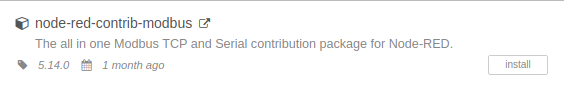 node-red-contrib-modbus
The all in one Modbus TCP and Serial contribution package for Node-RED.
5.14.0 1 month ago install